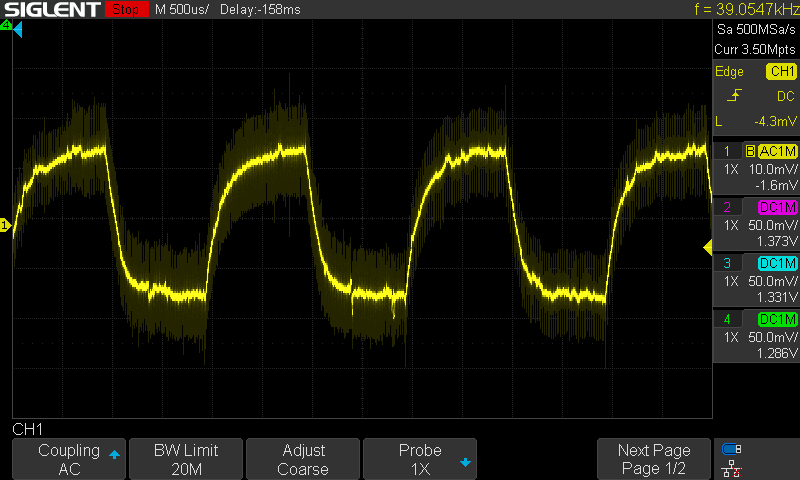 SIGLENT Stop M 500us/ Delay:-158ms f = 39.0547kHz
Sa 500MSa/s
Curr 3.50Mpts
Edge CH1
DC
L -4.3mV
1 B AC1M
1X 10.0mV/
-1.6mV
2 DC1M
1X 50.0mV/
1.373V
3 DC1M
1X 50.0mV/
1.331V
4 DC1M
1X 50.0mV/
1.286V
4
1
CH1
Coupling BW Limit Adjust Probe Next Page
AC 20M Coarse 1X Page 1/2